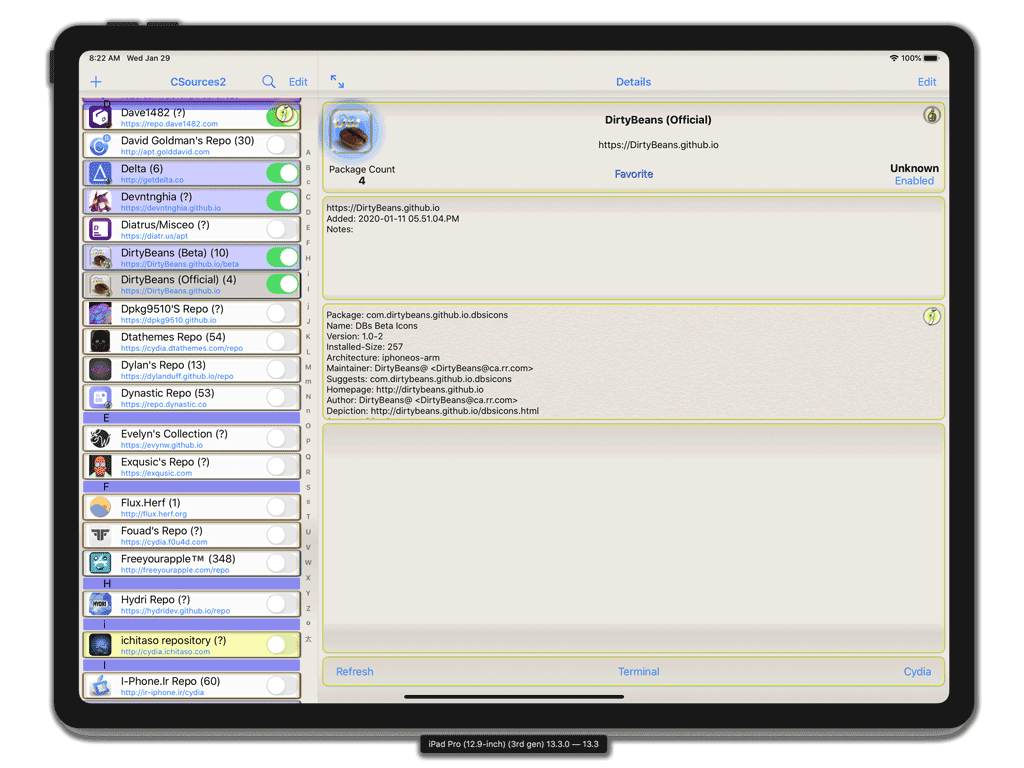 8:22 AM Wed Jan 29
100%
CSources2
Edit
Details
Edit
D
Dave1482 (?)
https://repo.dave1482.com
David Goldman's Repo (30)
http://apt.golddavid.com
Delta (6)
http://getdelta.co
Devntnghia (?)
https://devntnghia.github.io
Diatrus/Misceo (?)
https://diatr.us/apt
DirtyBeans (Beta) (10)
https://DirtyBeans.github.io/beta
DirtyBeans (Official) (4)
https://DirtyBeans.github.io
Dpkg9510'S Repo (?)
https://dpkg9510.github.io
Dtathemes Repo (54)
https://cydia.dtathemes.com/repo
Dylan's Repo (13)
https://dylanduff.github.io/repo
Dynastic Repo (53)
https://repo.dynastic.co
E
Evelyn's Collection (?)
https://evynw.github.io
Exqusic's Repo (?)
https://exqusic.com
F
Flux.Herf (1)
http://flux.herf.org
Fouad's Repo (?)
https://cydia.f0u4d.com
Freeyourapple™ (348)
http://freeyourapple.com/repo
H
HYDRI
Hydri Repo (?)
https://hydridev.github.io/repo
i
ichitaso repository (?)
http://cydia.ichitaso.com
I
I-Phone.Ir Repo (60)
http://ir-iphone.ir/cydia
A
B
c
C
D
E
F
H
i
I
j
J
K
L
M
m
N
n
O
P
Q
R
S
s
T
U
V
W
X
Y
Z
o
太
DirtyBeans (Official)
https://DirtyBeans.github.io
Package Count
4
Favorite
Unknown
Enabled
https://DirtyBeans.github.io
Added: 2020-01-11 05.51.04.PM
Notes:
Package: com.dirtybeans.github.io.dbsicons
Name: DBs Beta Icons
Version: 1.0-2
Installed-Size: 257
Architecture: iphoneos-arm
Maintainer: DirtyBeans@ <DirtyBeans@ca.rr.com>
Suggests: com.dirtybeans.github.io.dbsicons
Homepage: http://dirtybeans.github.io
Author: DirtyBeans@ <DirtyBeans@ca.rr.com>
Depiction: http://dirtybeans.github.io/dbsicons.html
Refresh
Terminal
Cydia
iPad Pro (12.9-inch) (3rd gen) 13.3.0 — 13.3